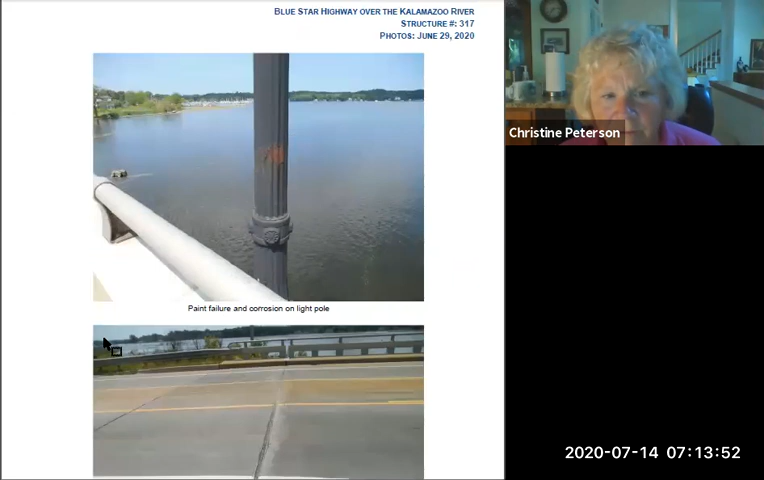 BLUE STAR HIGHWAY OVER THE KALAMAZOO RIVER
STRUCTURE #: 317
PHOTOS: JUNE 29, 2020
Paint failure and corrosion on light pole
Christine Peterson
2020-07-14 07:13:52